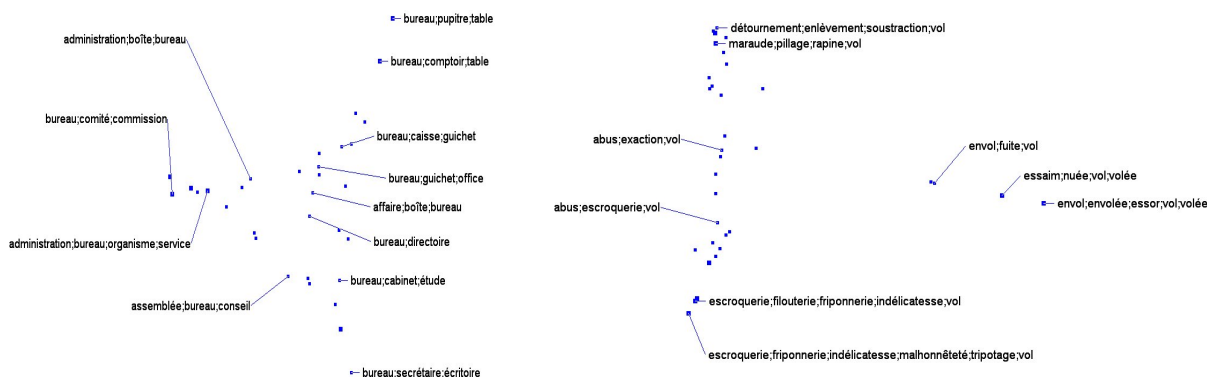 bureau;pupitre;table
administration;boîte;bureau
bureau;comptoir;table
bureau;comité;commission
bureau;caisse;guichet
bureau;guichet;office
affaire;boîte;bureau
administration;bureau;organisme;service
bureau;directoire
assemblée;bureau;conseil
bureau;cabinet;étude
bureau;secrétaire;écritoire
détournement;enlèvement;soustraction;vol
maraude;pillage;rapine;vol
abus;exaction;vol
envol;fuite;vol
essaim;nuée;vol;volée
abus;escroquerie;vol
envol;envolée;essor;vol;volée
escroquerie;filouterie;friponnerie;indélicatesse;vol
escroquerie;friponnerie;indélicatesse;malhonnêteté;tripotage;vol